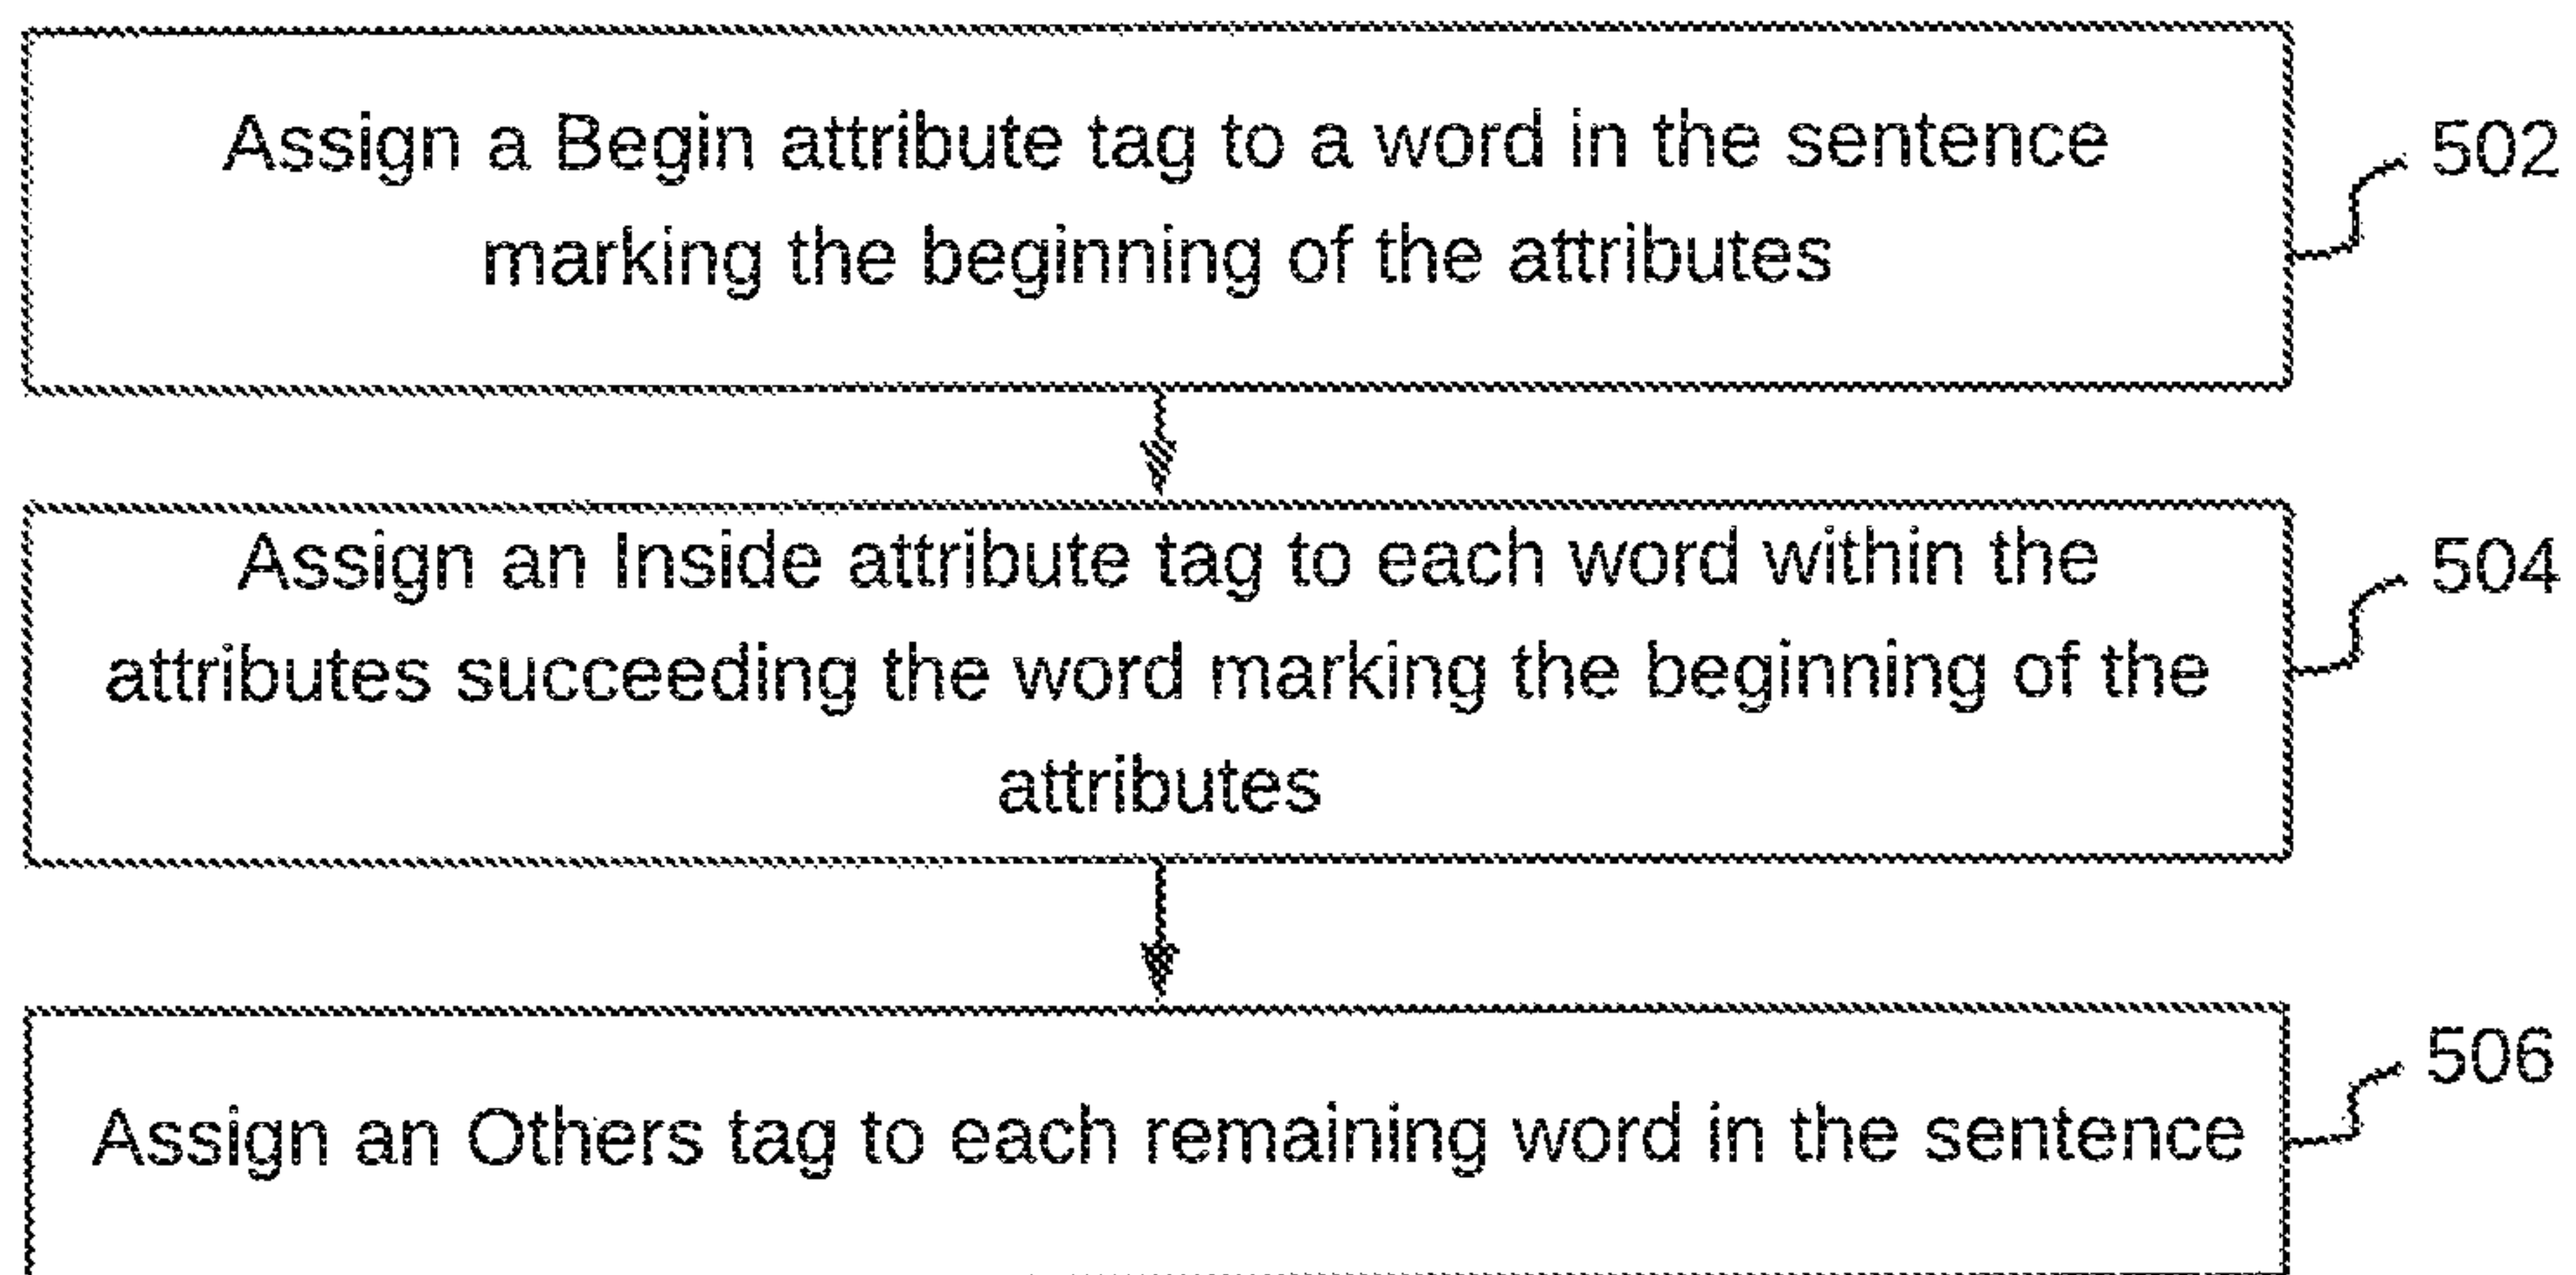 Assign a Begin attribute tag to a word in the sentence
marking the beginning of the attributes
502
Assign an Inside attribute tag to each word within the
attributes succeeding the word marking the beginning of the
attributes
504
Assign an Others tag to each remaining word in the sentence
506